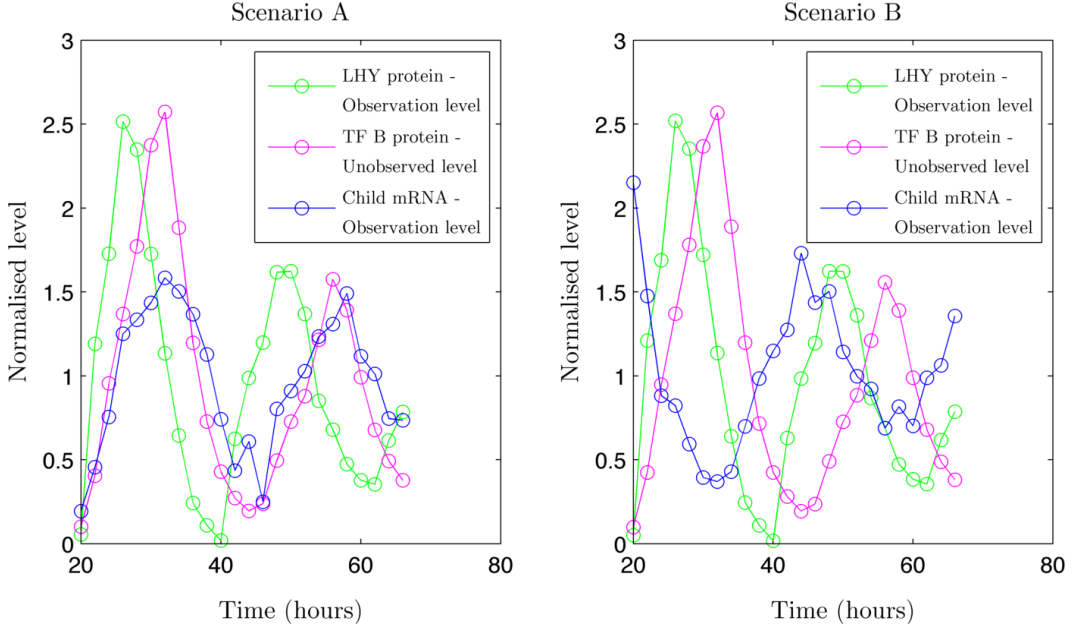 Scenario A
3
2.5
2
1.5
1
0.5
0
20
40
60
80
Normalised level
Time (hours)
LHY protein -
Observation level
TF B protein -
Unobserved level
Child mRNA -
Observation level
Scenario B
3
2.5
2
1.5
1
0.5
0
20
40
60
80
Normalised level
Time (hours)
LHY protein -
Observation level
TF B protein -
Unobserved level
Child mRNA -
Observation level